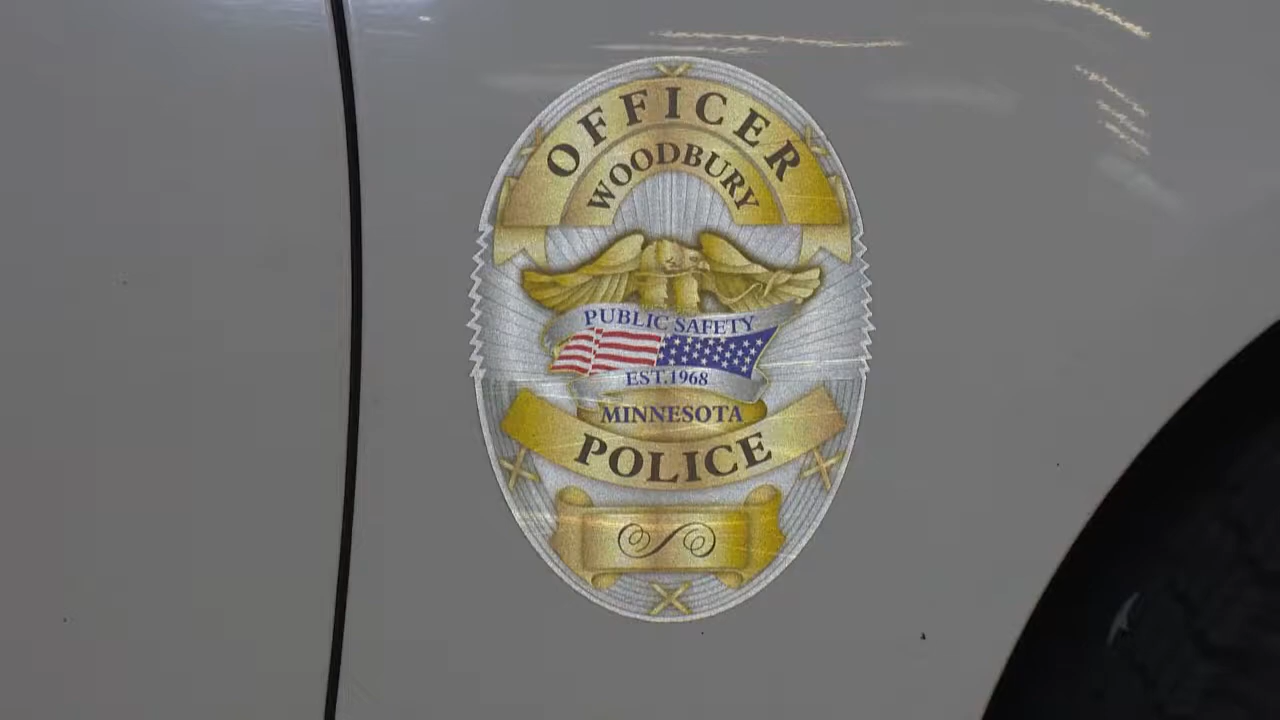 OFFICER
WOODBURY
PUBLIC SAFETY
EST.1968
MINNESOTA
POLICE